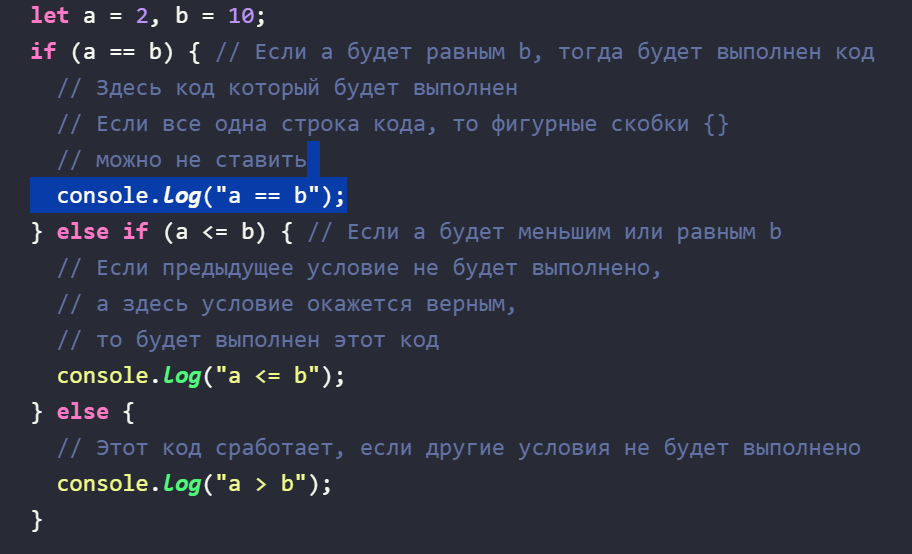 let a = 2, b = 10;
if (a == b) { // Если a будет равным b, тогда будет выполнен код
// Здесь код который будет выполнен
// Если все одна строка кода, то фигурные скобки {}
// можно не ставить
console.log("a == b");
} else if (a <= b) { // Если a будет меньшим или равным b
// Если предыдущее условие не будет выполнено,
// а здесь условие окажется верным,
// то будет выполнен этот код
console.log("a <= b");
} else {
// Этот код сработает, если другие условия не будет выполнено
console.log("a > b");
}